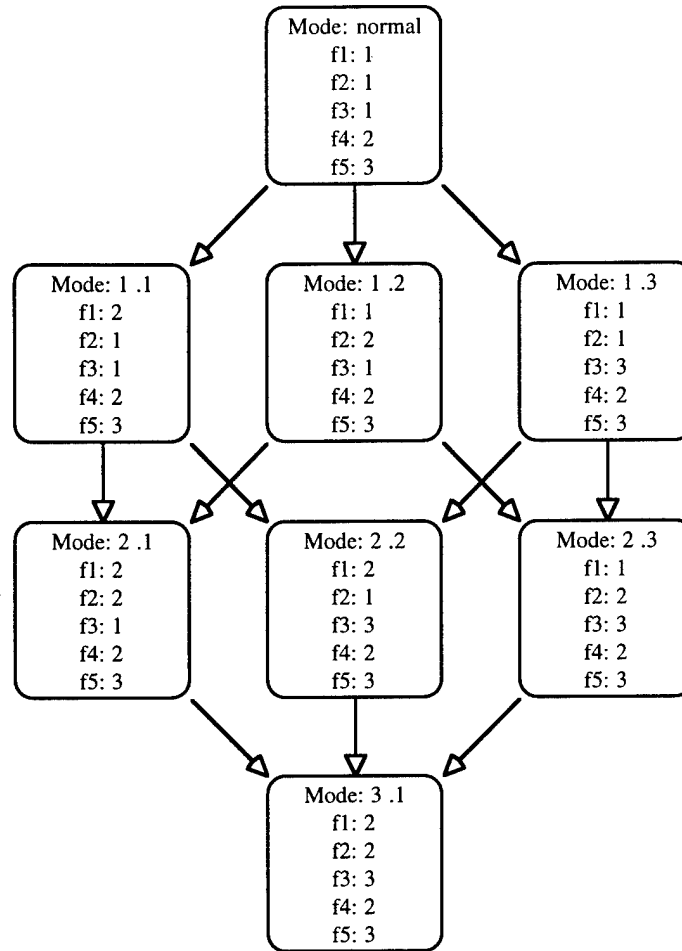 Mode: normal
f1: 1
f2: 1
f3: 1
f4: 2
f5: 3
Mode: 1 .1
f1: 2
f2: 1
f3: 1
f4: 2
f5: 3
Mode: 1 .2
f1: 1
f2: 2
f3: 1
f4: 2
f5: 3
Mode: 1 .3
f1: 1
f2: 1
f3: 3
f4: 2
f5: 3
Mode: 2 .1
f1: 2
f2: 2
f3: 1
f4: 2
f5: 3
Mode: 2 .2
f1: 2
f2: 1
f3: 3
f4: 2
f5: 3
Mode: 2 .3
f1: 1
f2: 2
f3: 3
f4: 2
f5: 3
Mode: 3 .1
f1: 2
f2: 2
f3: 3
f4: 2
f5: 3